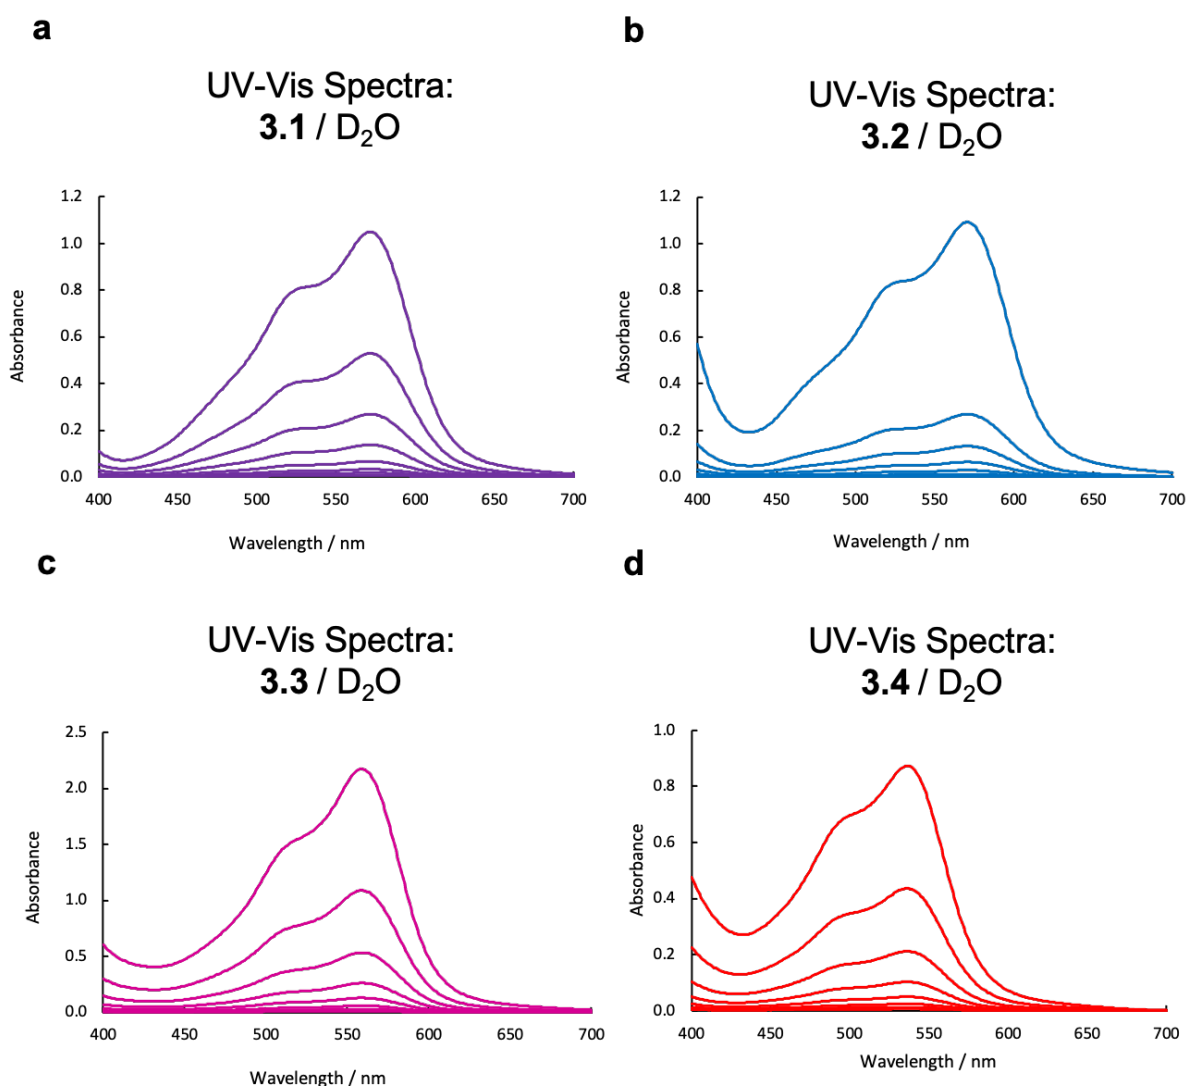 a
UV-Vis Spectra:
3.1 / D₂O
1.2
1.0
0.8
0.6
0.4
0.2
0.0
Absorbance
400 450 500 550 600 650 700
Wavelength / nm
b
UV-Vis Spectra:
3.2 / D₂O
1.2
1.0
0.8
0.6
0.4
0.2
0.0
Absorbance
400 450 500 550 600 650 700
Wavelength / nm
c
UV-Vis Spectra:
3.3 / D₂O
2.5
2.0
1.5
1.0
0.5
0.0
Absorbance
400 450 500 550 600 650 700
Wavelength / nm
d
UV-Vis Spectra:
3.4 / D₂O
1.0
0.8
0.6
0.4
0.2
0.0
Absorbance
400 450 500 550 600 650 700
Wavelength / nm